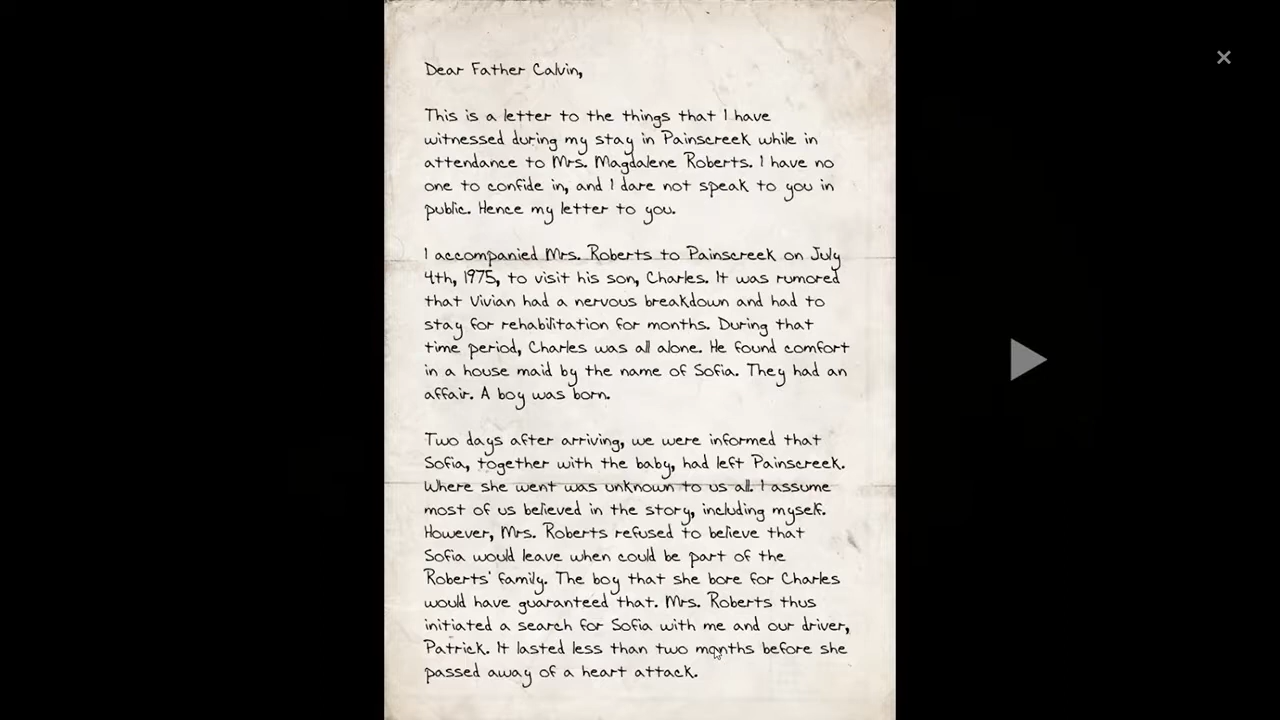 Dear Father Calvin,
This is a letter to the things that I have
witnessed during my stay in Painscreek while in
attendance to Mrs. Magdalene Roberts. I have no
one to confide in, and I dare not speak to you in
public. Hence my letter to you.
I accompanied Mrs. Roberts to Painscreek on July
4th, 1975, to visit his son, Charles. It was rumored
that Vivian had a nervous breakdown and had to
stay for rehabilitation for months. During that
time period, Charles was all alone. He found comfort
in a house maid by the name of Sofia. They had an
affair. A boy was born.
Two days after arriving, we were informed that
Sofia, together with the baby, had left Painscreek.
Where she went was unknown to us all. I assume
most of us believed in the story, including myself.
However, Mrs. Roberts refused to believe that
Sofia would leave when could be part of the
Roberts' family. The boy that she bore for Charles
would have guaranteed that. Mrs. Roberts thus
initiated a search for Sofia with me and our driver,
Patrick. It lasted less than two months before she
passed away of a heart attack.